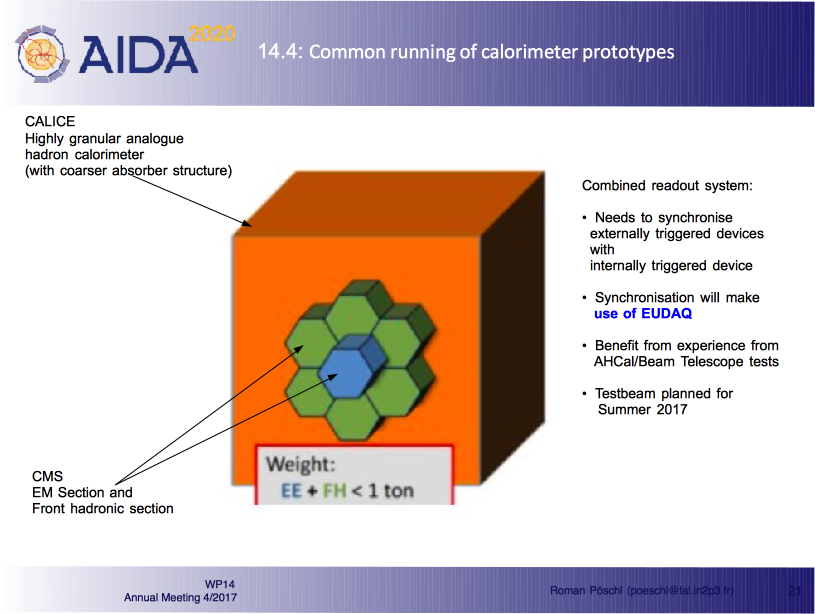 AIDA 2020
14.4: Common running of calorimeter prototypes
CALICE
Highly granular analogue
hadron calorimeter
(with coarser absorber structure)
Combined readout system:
• Needs to synchronise
externally triggered devices
with
internally triggered device
• Synchronisation will make
use of EUDAQ
• Benefit from experience from
AHCal/Beam Telescope tests
• Testbeam planned for
Summer 2017
CMS
EM Section and
Front hadronic section
Weight:
EE + FH < 1 ton
WP14
Annual Meeting 4/2017
Roman Pöschl (poeschl@lal.in2p3.fr)
21